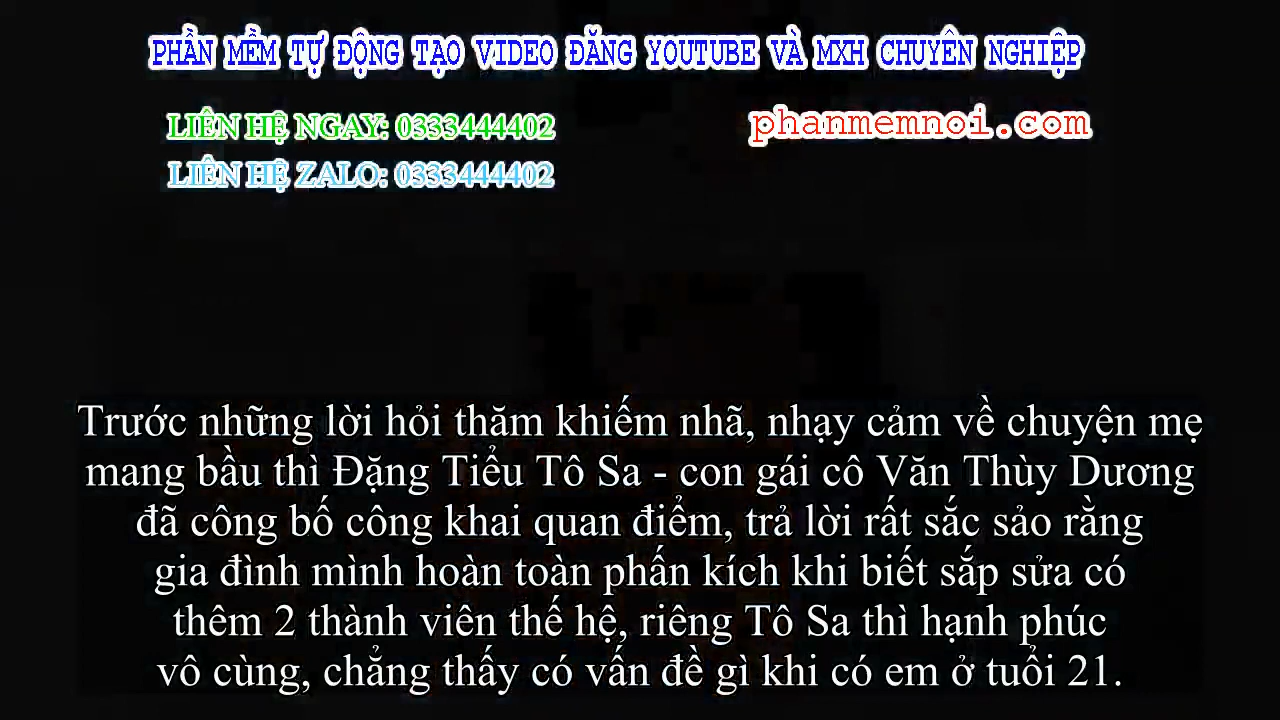 PHẦN MỀM TỰ ĐỘNG TẠO VIDEO ĐĂNG YOUTUBE VÀ MXH CHUYÊN NGHIỆP
LIÊN HỆ NGAY: 0333444402
phanmemnoi.com
LIÊN HỆ ZALO: 0333444402
Trước những lời hỏi thăm khiếm nhã, nhạy cảm về chuyện mẹ
mang bầu thì Đặng Tiểu Tô Sa - con gái cô Văn Thùy Dương
đã công bố công khai quan điểm, trả lời rất sắc sảo rằng
gia đình mình hoàn toàn phấn kích khi biết sắp sửa có
thêm 2 thành viên thế hệ, riêng Tô Sa thì hạnh phúc
vô cùng, chẳng thấy có vấn đề gì khi có em ở tuổi 21.